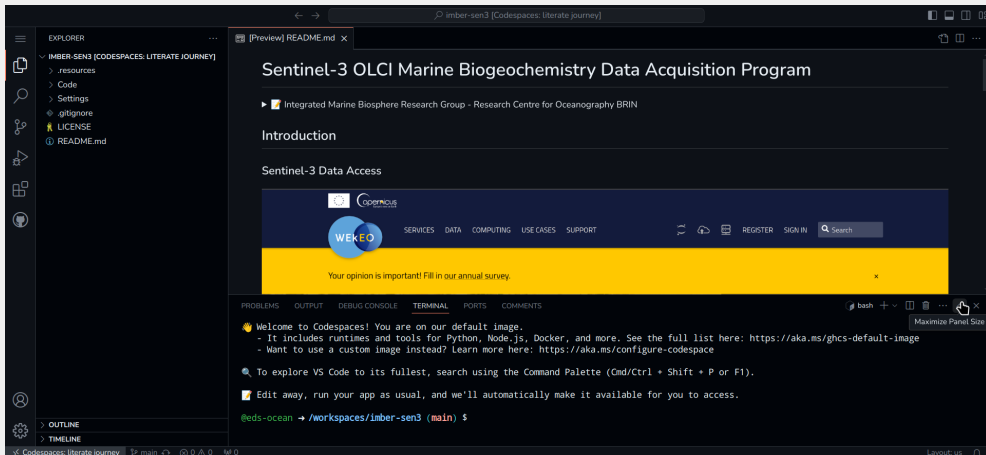 imber-sen3 [Codespaces: literate journey]
EXPLORER
[Preview] README.md
IMBER-SEN3 [CODESPACES: LITERATE JOURNEY]
.resources
Code
Settings
.gitignore
LICENSE
README.md
OUTLINE
TIMELINE
Sentinel-3 OLCI Marine Biogeochemistry Data Acquisition Program
Integrated Marine Biosphere Research Group - Research Centre for Oceanography BRIN
Introduction
Sentinel-3 Data Access
Copernicus
WEKEO
SERVICES DATA COMPUTING USE CASES SUPPORT REGISTER SIGN IN Search
Your opinion is important! Fill in our annual survey. ×
PROBLEMS OUTPUT DEBUG CONSOLE TERMINAL PORTS COMMENTS bash
Maximize Panel Size
👋 Welcome to Codespaces! You are on our default image.
- It includes runtimes and tools for Python, Node.js, Docker, and more. See the full list here: https://aka.ms/ghcs-default-image
- Want to use a custom image instead? Learn more here: https://aka.ms/configure-codespace
🔍 To explore VS Code to its fullest, search using the Command Palette (Cmd/Ctrl + Shift + P or F1).
📝 Edit away, run your app as usual, and we'll automatically make it available for you to access.
@eds-ocean → /workspaces/imber-sen3 (main) $
Codespaces: literate journey main 0 0 0 Layout: us